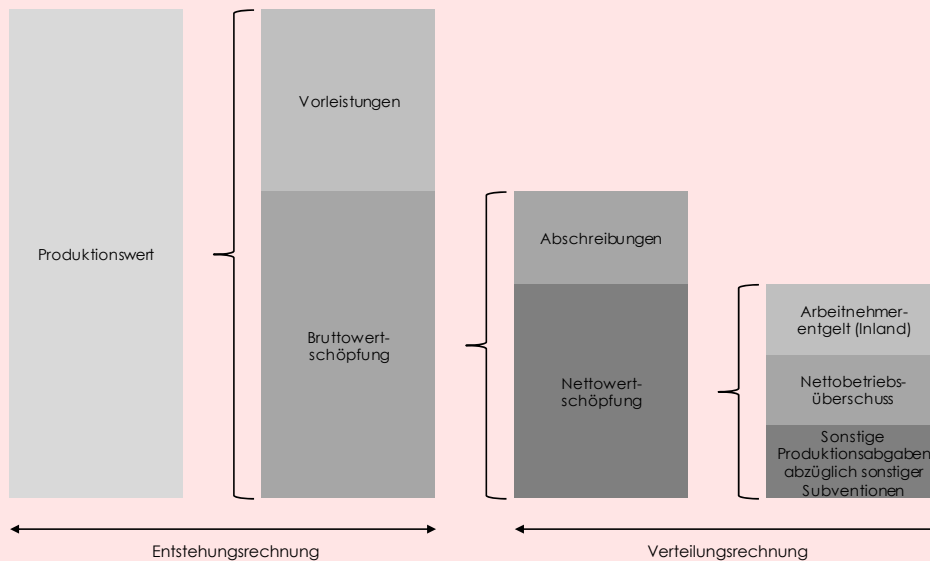 Produktionswert
Vorleistungen
Bruttowert-
schöpfung
Abschreibungen
Nettowert-
schöpfung
Arbeitnehmer-
entgelt (Inland)
Nettobetriebs-
überschuss
Sonstige
Produktionsabgaben
abzüglich sonstiger
Subventionen
Entstehungsrechnung
Verteilungsrechnung